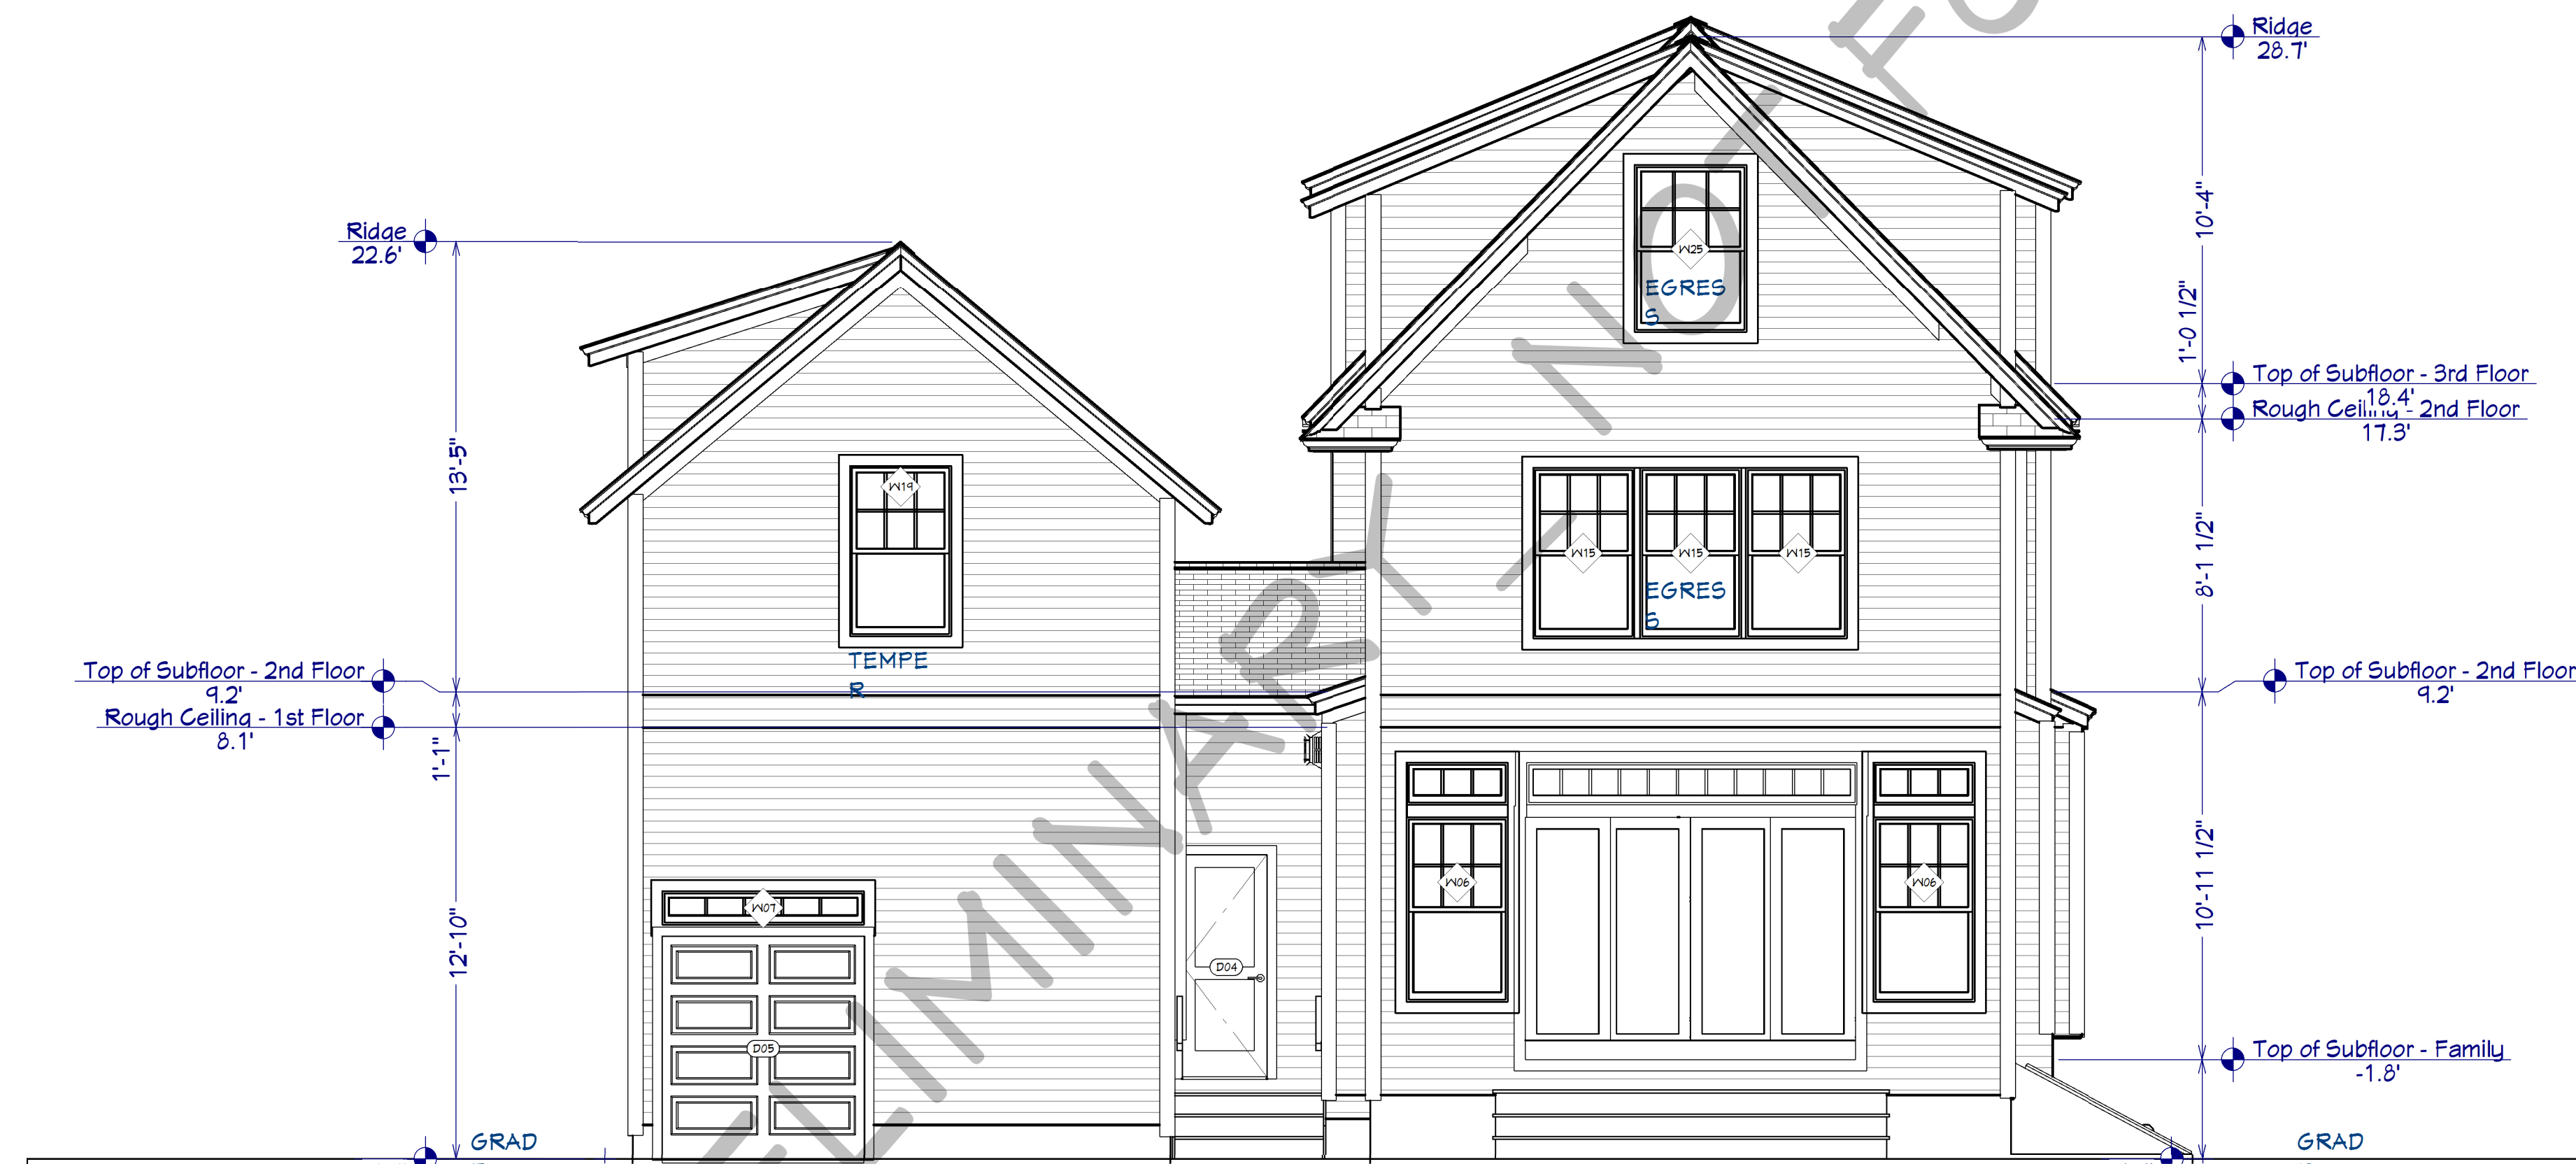 Ridge
28.7'
10'-4"
1'-0 1/2"
Top of Subfloor - 3rd Floor
18.4'
Rough Ceiling - 2nd Floor
17.3'
8'-1 1/2"
Top of Subfloor - 2nd Floor
9.2'
10'-11 1/2"
Top of Subfloor - Family
-1.8'
GRAD
Ridge
22.6'
13'-5"
Top of Subfloor - 2nd Floor
9.2'
Rough Ceiling - 1st Floor
8.1'
1'-1"
12'-10"
GRAD
W19
TEMPE
R
W07
D05
D04
W25
EGRES
S
W15
W15
W15
EGRES
S
W06
W06
ELIMINARY_NOT FO